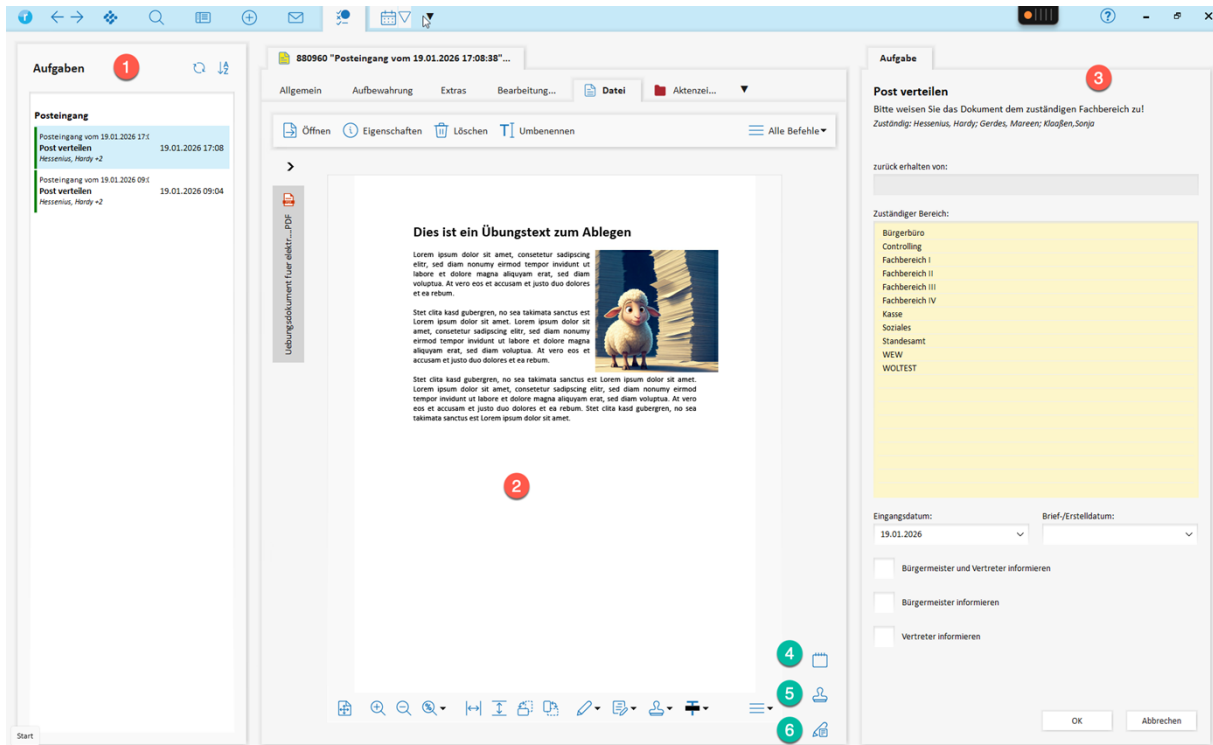 Aufgaben
1
Posteingang
Posteingang vom 19.01.2026 17:(
Post verteilen 19.01.2026 17:08
Hessenius, Hardy +2
Posteingang vom 19.01.2026 09:(
Post verteilen 19.01.2026 09:04
Hessenius, Hardy +2
Start
880960 "Posteingang vom 19.01.2026 17:08:38"...
Allgemein Aufbewahrung Extras Bearbeitung... Datei Aktenzei...
Öffnen Eigenschaften Löschen Umbenennen Alle Befehle
Uebungsdokument fuer elektr....PDF
Dies ist ein Übungstext zum Ablegen
Lorem ipsum dolor sit amet, consetetur sadipscing
elitr, sed diam nonumy eirmod tempor invidunt ut
labore et dolore magna aliquyam erat, sed diam
voluptua. At vero eos et accusam et justo duo dolores
et ea rebum.
Stet clita kasd gubergren, no sea takimata sanctus est
Lorem ipsum dolor sit amet. Lorem ipsum dolor sit
amet, consetetur sadipscing elitr, sed diam nonumy
eirmod tempor invidunt ut labore et dolore magna
aliquyam erat, sed diam voluptua. At vero eos et
accusam et justo duo dolores et ea rebum.
Stet clita kasd gubergren, no sea takimata sanctus est Lorem ipsum dolor sit amet.
Lorem ipsum dolor sit amet, consetetur sadipscing elitr, sed diam nonumy eirmod
tempor invidunt ut labore et dolore magna aliquyam erat, sed diam voluptua. At vero
eos et accusam et justo duo dolores et ea rebum. Stet clita kasd gubergren, no sea
takimata sanctus est Lorem ipsum dolor sit amet.
2
4
5
6
Aufgabe
3
Post verteilen
Bitte weisen Sie das Dokument dem zuständigen Fachbereich zu!
Zuständig: Hessenius, Hardy; Gerdes, Mareen; Klaaßen,Sonja
zurück erhalten von:
Zuständiger Bereich:
Bürgerbüro
Controlling
Fachbereich I
Fachbereich II
Fachbereich III
Fachbereich IV
Kasse
Soziales
Standesamt
WEW
WOLTEST
Eingangsdatum: Brief-/Erstelldatum:
19.01.2026
Bürgermeister und Vertreter informieren
Bürgermeister informieren
Vertreter informieren
OK Abbrechen